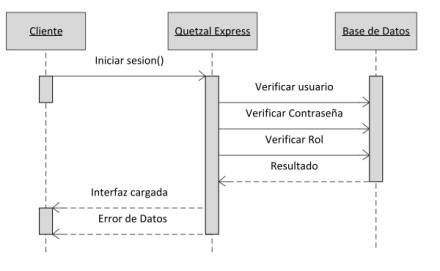 Cliente
Quetzal Express
Base de Datos
Iniciar sesion()
Verificar usuario
Verificar Contraseña
Verificar Rol
Resultado
Interfaz cargada
Error de Datos